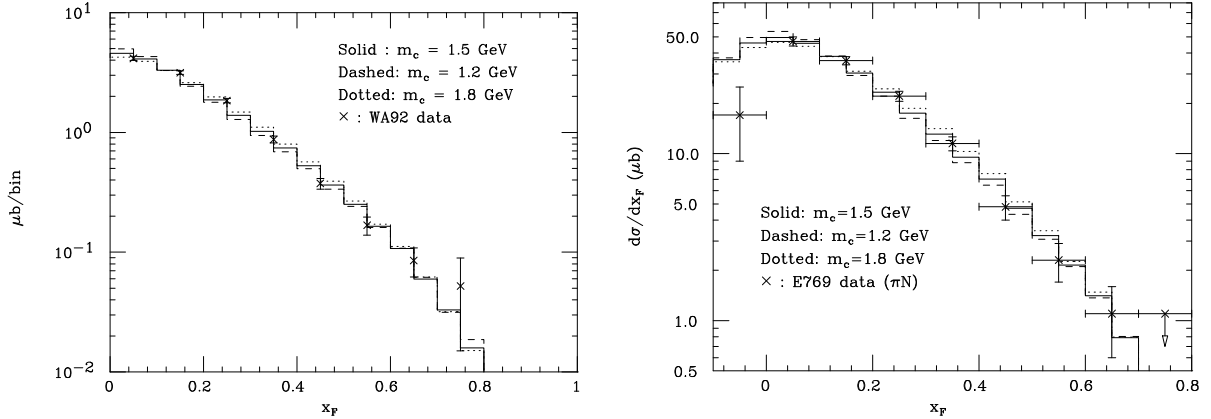 10¹
10⁰
10⁻¹
10⁻²
μb/bin
Solid : m_c = 1.5 GeV
Dashed: m_c = 1.2 GeV
Dotted: m_c = 1.8 GeV
× : WA92 data
0 0.2 0.4 0.6 0.8 1
x_F
50.0
10.0
5.0
1.0
0.5
dσ/dx_F (μb)
Solid: m_c=1.5 GeV
Dashed: m_c=1.2 GeV
Dotted: m_c=1.8 GeV
× : E769 data (πN)
0 0.2 0.4 0.6 0.8
x_F